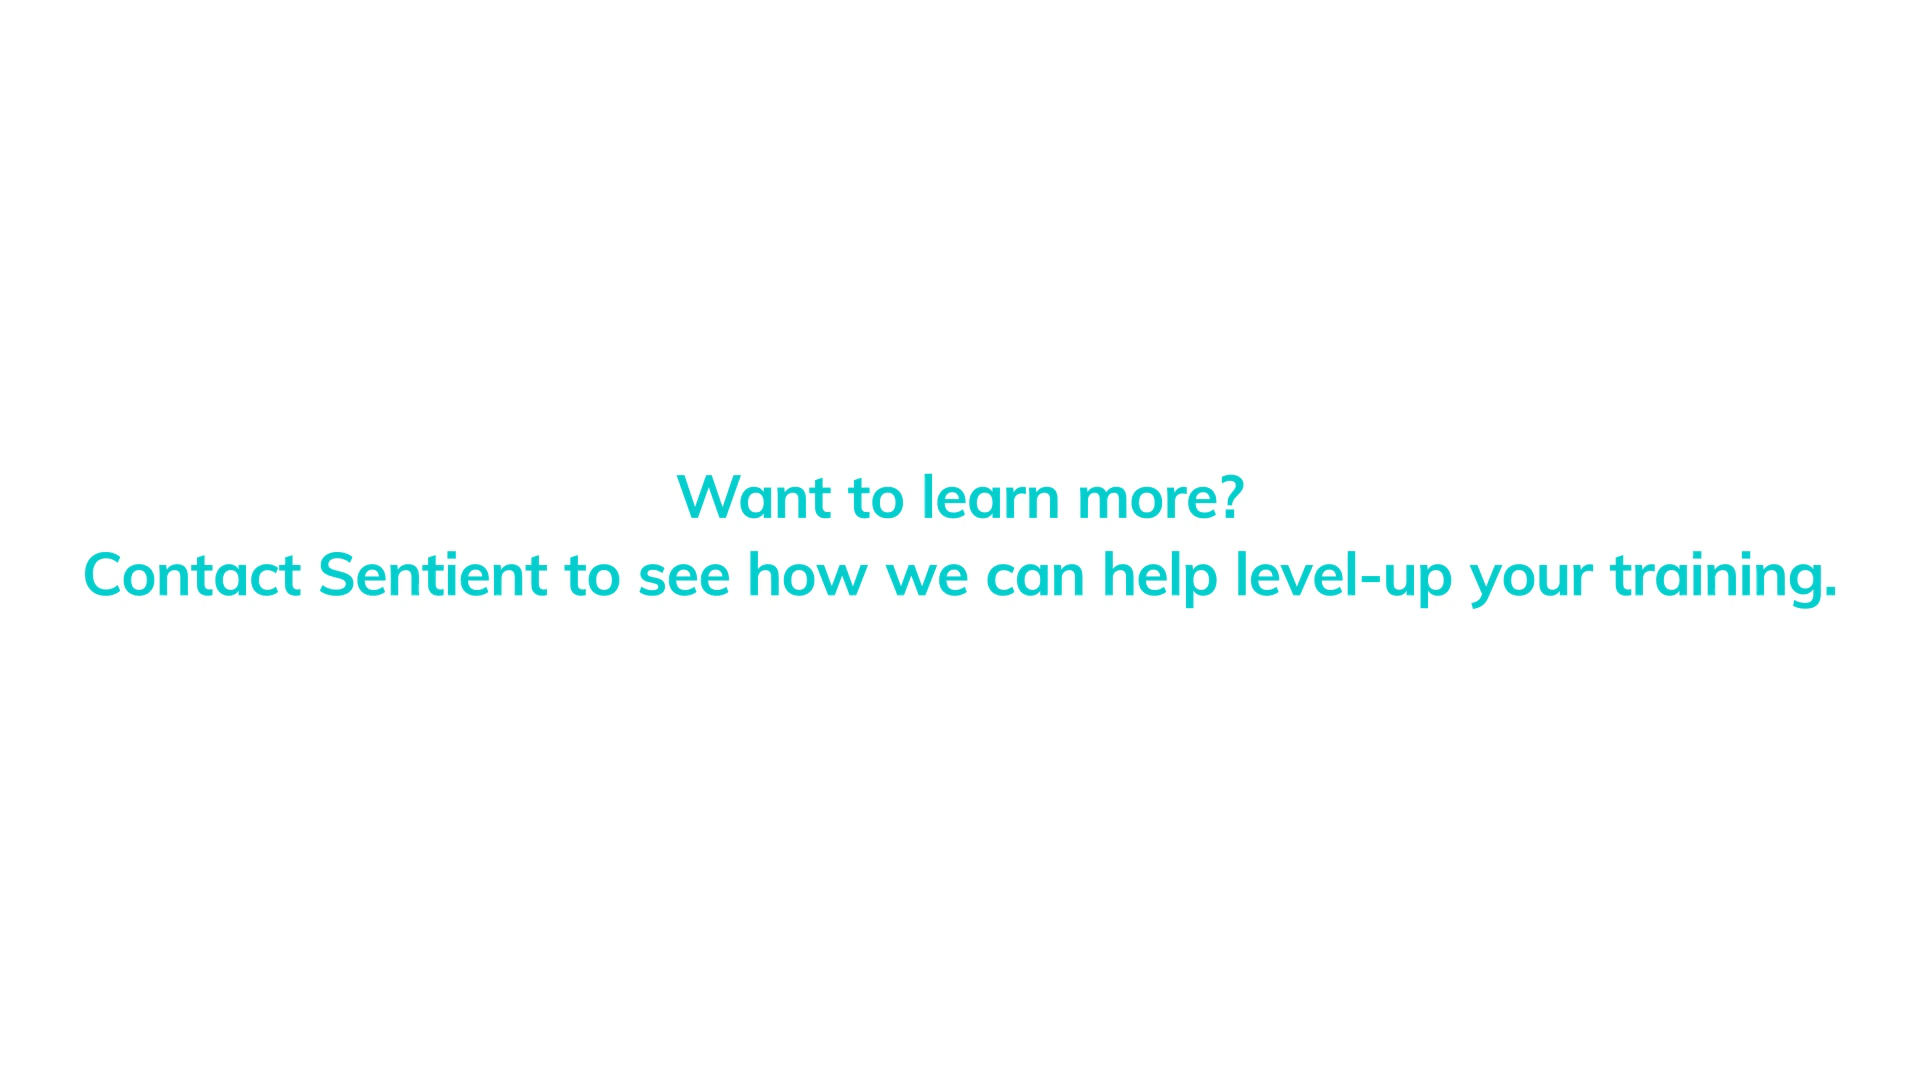 Want to learn more?
Contact Sentient to see how we can help level-up your training.